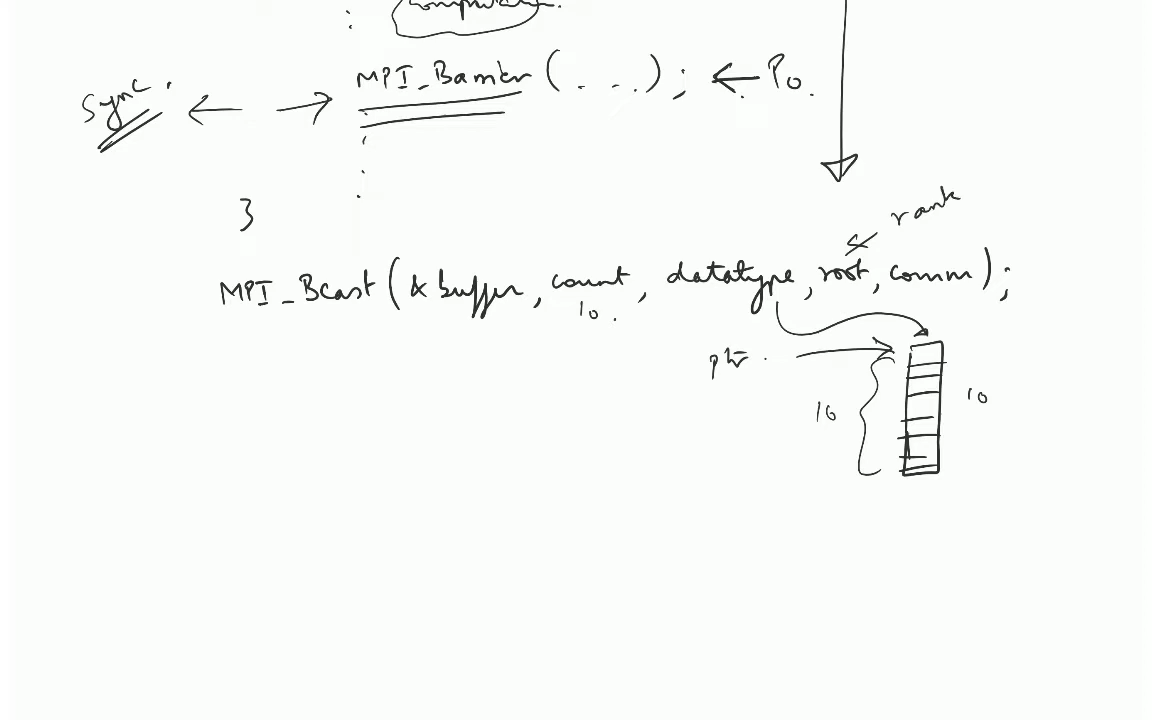 MPI_Barrier (. . .) ; ← P0.
Sync.
}
rank
MPI_Bcast (& buffer, count, datatype, root, comm);
10.
ptr
10
10